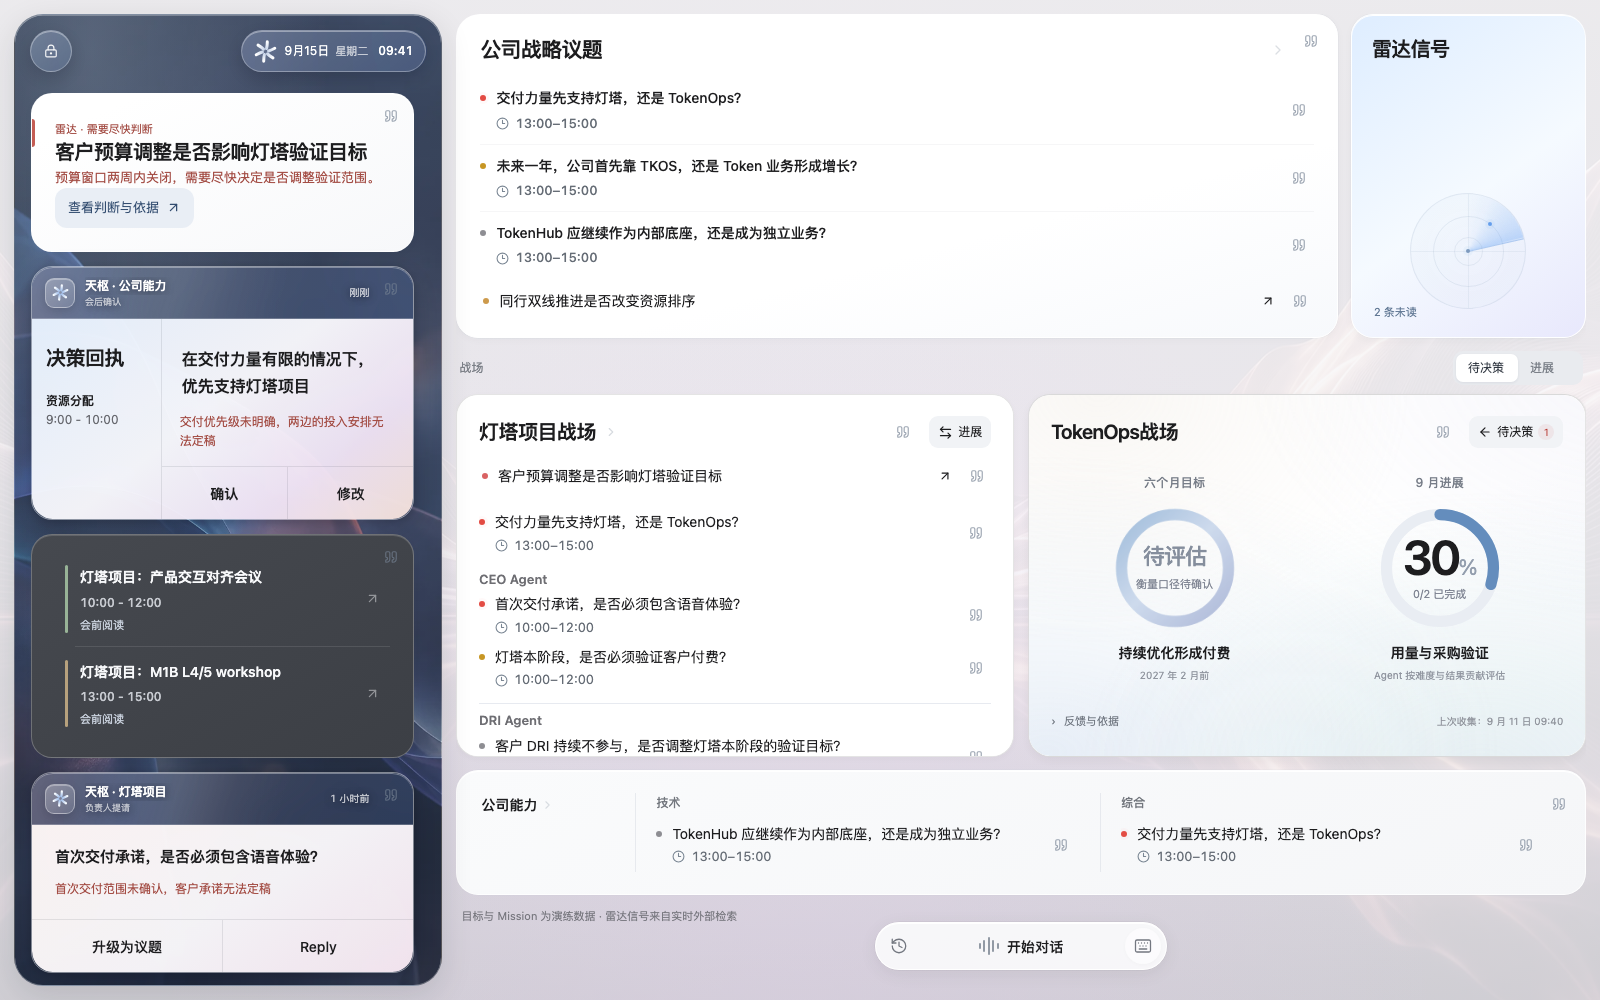 9月15日 星期二 09:41
雷达 · 需要尽快判断
客户预算调整是否影响灯塔验证目标
预算窗口两周内关闭，需要尽快决定是否调整验证范围。
查看判断与依据
天枢 · 公司能力
会后确认
刚刚
决策回执
资源分配
9:00 - 10:00
在交付力量有限的情况下，
优先支持灯塔项目
交付优先级未明确，两边的投入安排无
法定稿
确认
修改
灯塔项目：产品交互对齐会议
10:00 - 12:00
会前阅读
灯塔项目：M1B L4/5 workshop
13:00 - 15:00
会前阅读
天枢 · 灯塔项目
负责人提请
1 小时前
首次交付承诺，是否必须包含语音体验？
首次交付范围未确认，客户承诺无法定稿
升级为议题
Reply
公司战略议题
交付力量先支持灯塔，还是 TokenOps？
13:00–15:00
未来一年，公司首先靠 TKOS，还是 Token 业务形成增长？
13:00–15:00
TokenHub 应继续作为内部底座，还是成为独立业务？
13:00–15:00
同行双线推进是否改变资源排序
雷达信号
2 条未读
战场
待决策
进展
灯塔项目战场
进展
客户预算调整是否影响灯塔验证目标
交付力量先支持灯塔，还是 TokenOps？
13:00–15:00
CEO Agent
首次交付承诺，是否必须包含语音体验？
10:00–12:00
灯塔本阶段，是否必须验证客户付费？
10:00–12:00
DRI Agent
客户 DRI 持续不参与，是否调整灯塔本阶段的验证目标？
TokenOps战场
待决策 1
六个月目标
待评估
衡量口径待确认
持续优化形成付费
2027 年 2 月前
9 月进展
30%
0/2 已完成
用量与采购验证
Agent 按难度与结果贡献评估
反馈与依据
上次收集：9 月 11 日 09:40
公司能力
技术
TokenHub 应继续作为内部底座，还是成为独立业务？
13:00–15:00
综合
交付力量先支持灯塔，还是 TokenOps？
13:00–15:00
目标与 Mission 为演练数据 · 雷达信号来自实时外部检索
开始对话